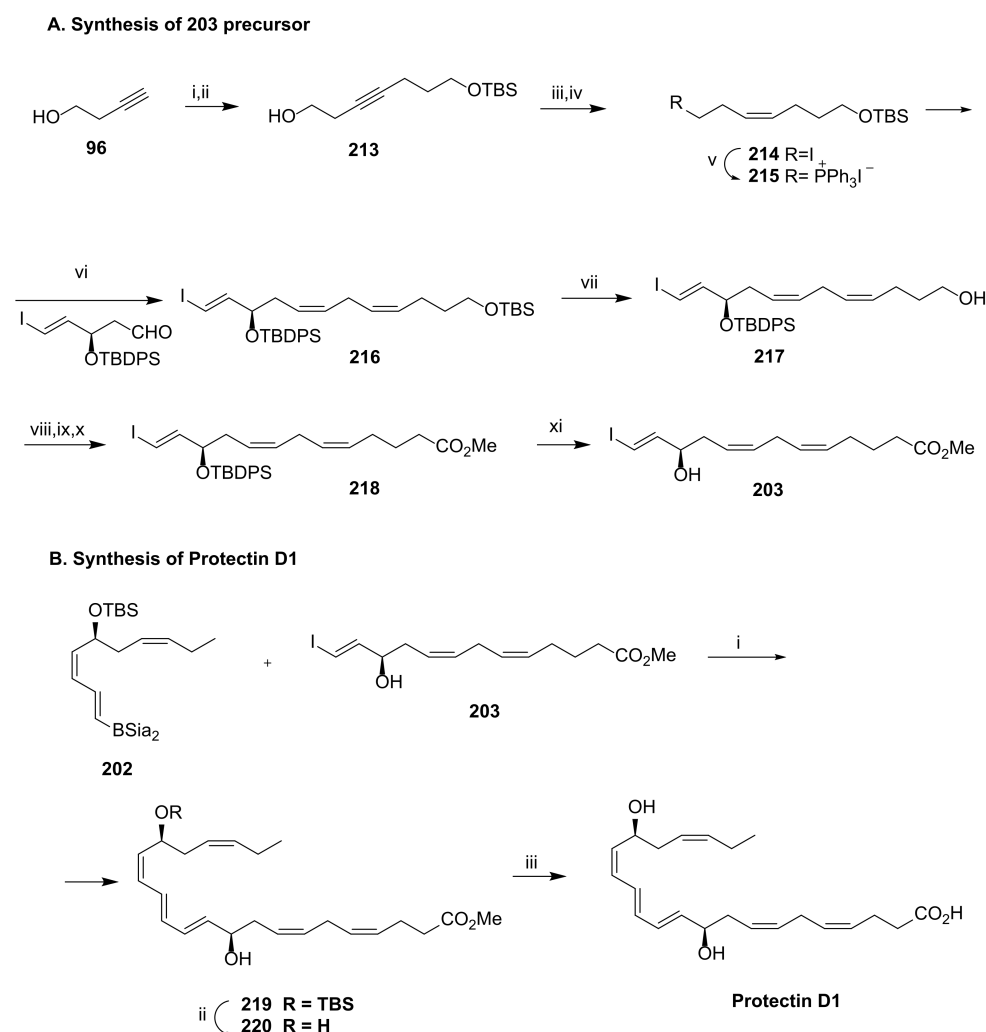 A. Synthesis of 203 precursor
HO
96
i,ii
HO
OTBS
213
iii,iv
R
OTBS
v
214 R=I
215 R= PPh3I
+
−
vi
I
CHO
OTBDPS
I
OTBDPS
OTBS
216
vii
I
OTBDPS
OH
217
viii,ix,x
I
OTBDPS
CO2Me
218
xi
I
OH
CO2Me
203
B. Synthesis of Protectin D1
OTBS
BSia2
202
+
I
OH
CO2Me
203
i
OR
CO2Me
OH
ii
219 R = TBS
220 R = H
iii
OH
CO2H
OH
Protectin D1